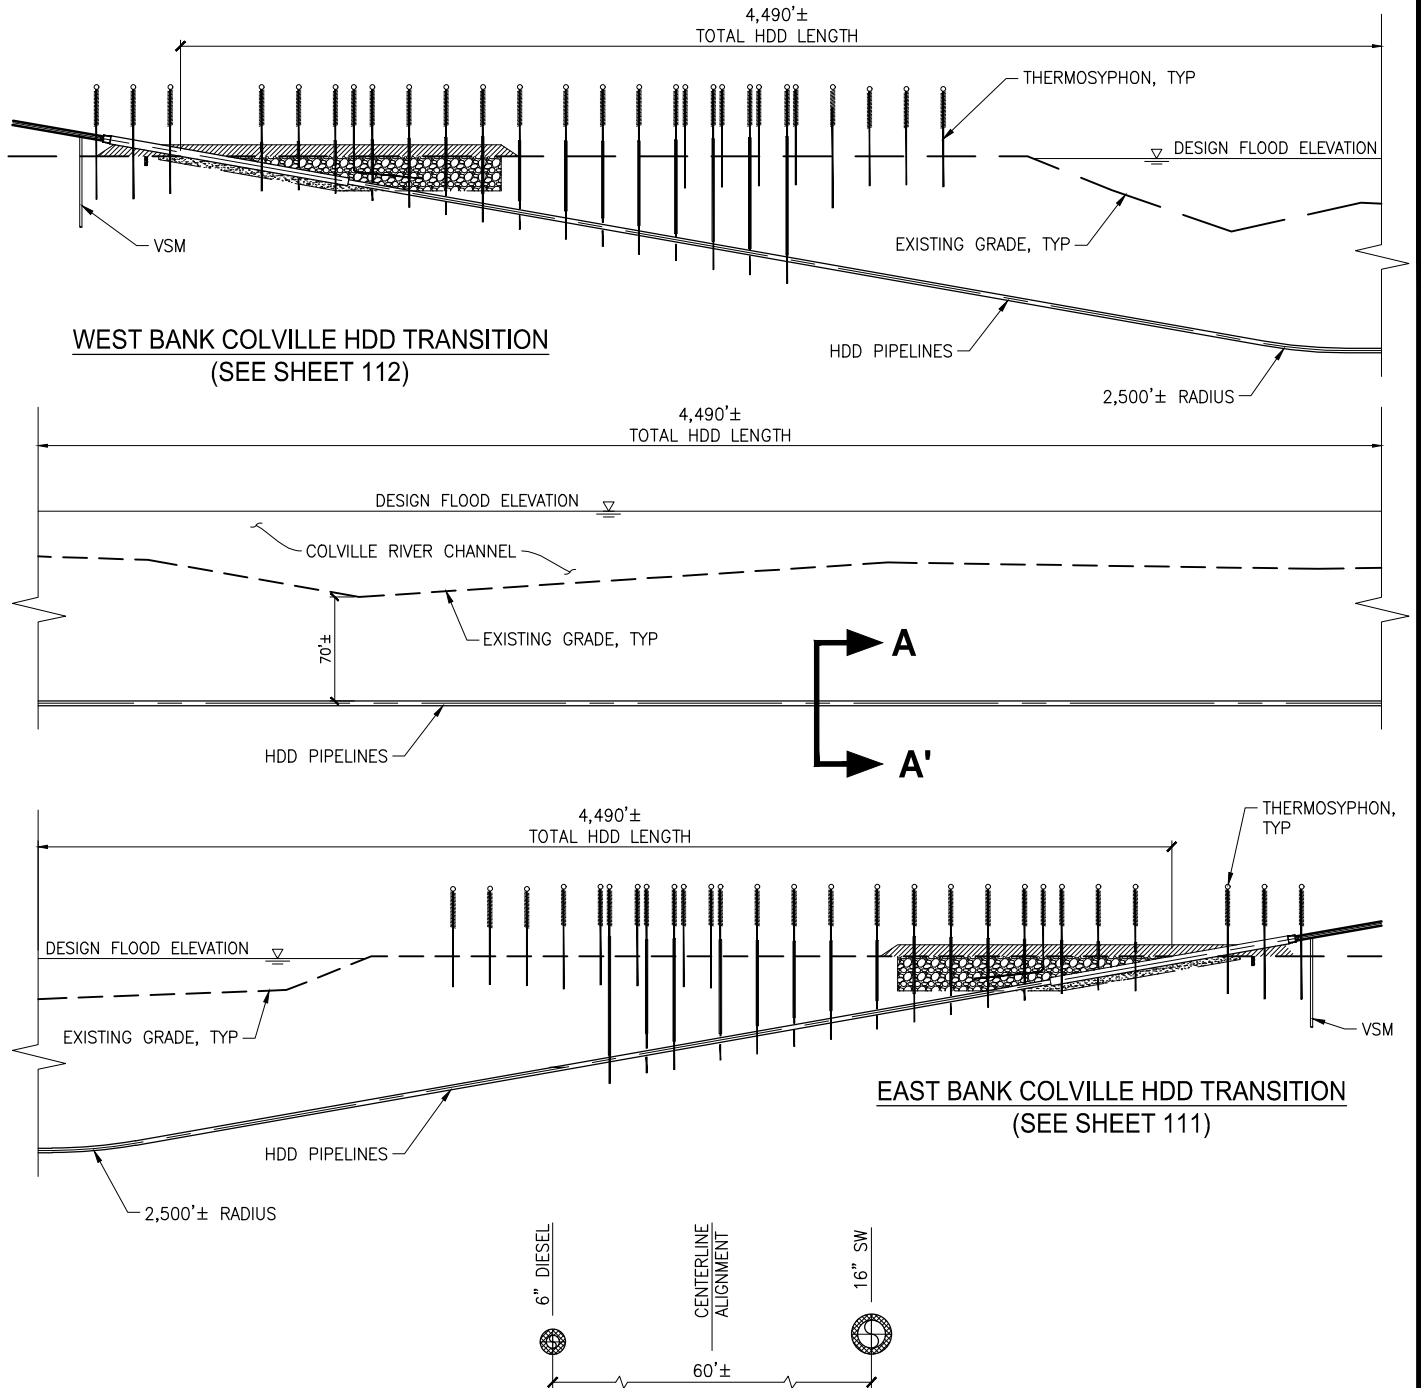 4,490'±
TOTAL HDD LENGTH
THERMOSYPHON, TYP
DESIGN FLOOD ELEVATION
VSM
EXISTING GRADE, TYP
WEST BANK COLVILLE HDD TRANSITION
(SEE SHEET 112)
HDD PIPELINES
2,500'± RADIUS
4,490'±
TOTAL HDD LENGTH
DESIGN FLOOD ELEVATION
COLVILLE RIVER CHANNEL
EXISTING GRADE, TYP
70'±
A
HDD PIPELINES
A'
4,490'±
TOTAL HDD LENGTH
THERMOSYPHON,
TYP
DESIGN FLOOD ELEVATION
EXISTING GRADE, TYP
VSM
EAST BANK COLVILLE HDD TRANSITION
(SEE SHEET 111)
HDD PIPELINES
2,500'± RADIUS
6" DIESEL
CENTERLINE
ALIGNMENT
16" SW
60'±